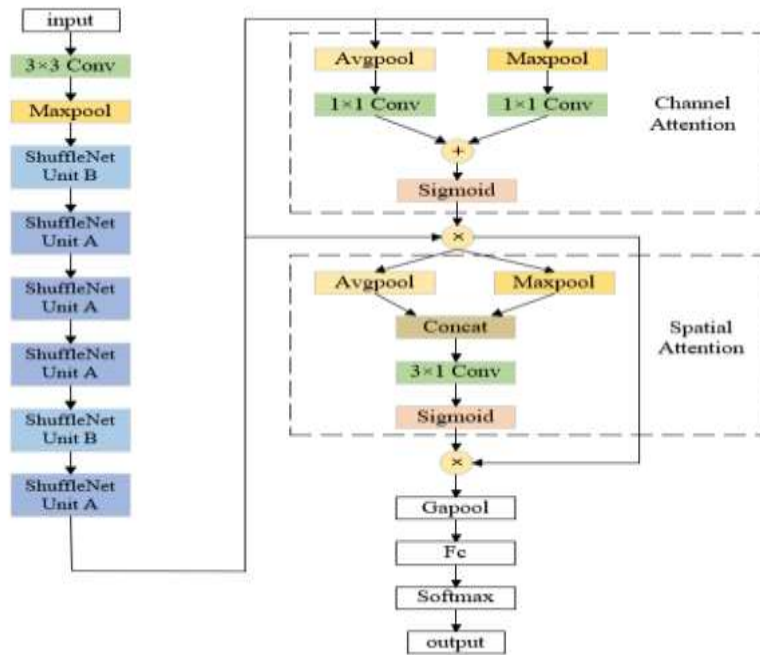 input
3×3 Conv
Maxpool
ShuffleNet
Unit B
ShuffleNet
Unit A
ShuffleNet
Unit A
ShuffleNet
Unit A
ShuffleNet
Unit B
ShuffleNet
Unit A
Avgpool
Maxpool
1×1 Conv
1×1 Conv
+
Sigmoid
Channel
Attention
×
Avgpool
Maxpool
Concat
3×1 Conv
Sigmoid
Spatial
Attention
×
Gapool
Fc
Softmax
output